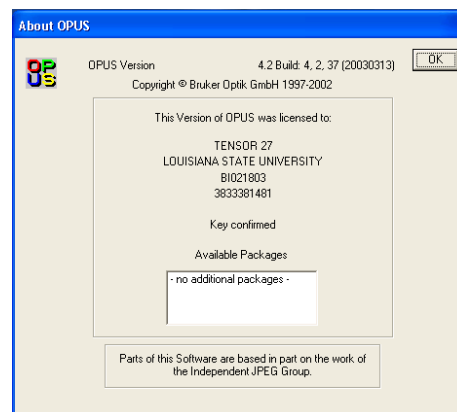 About OPUS
OP
US
OPUS Version 4.2 Build: 4, 2, 37 (20030313) OK
Copyright © Bruker Optik GmbH 1997-2002
This Version of OPUS was licensed to:
TENSOR 27
LOUISIANA STATE UNIVERSITY
BI021803
3833381481
Key confirmed
Available Packages
- no additional packages -
Parts of this Software are based in part on the work of
the Independent JPEG Group.